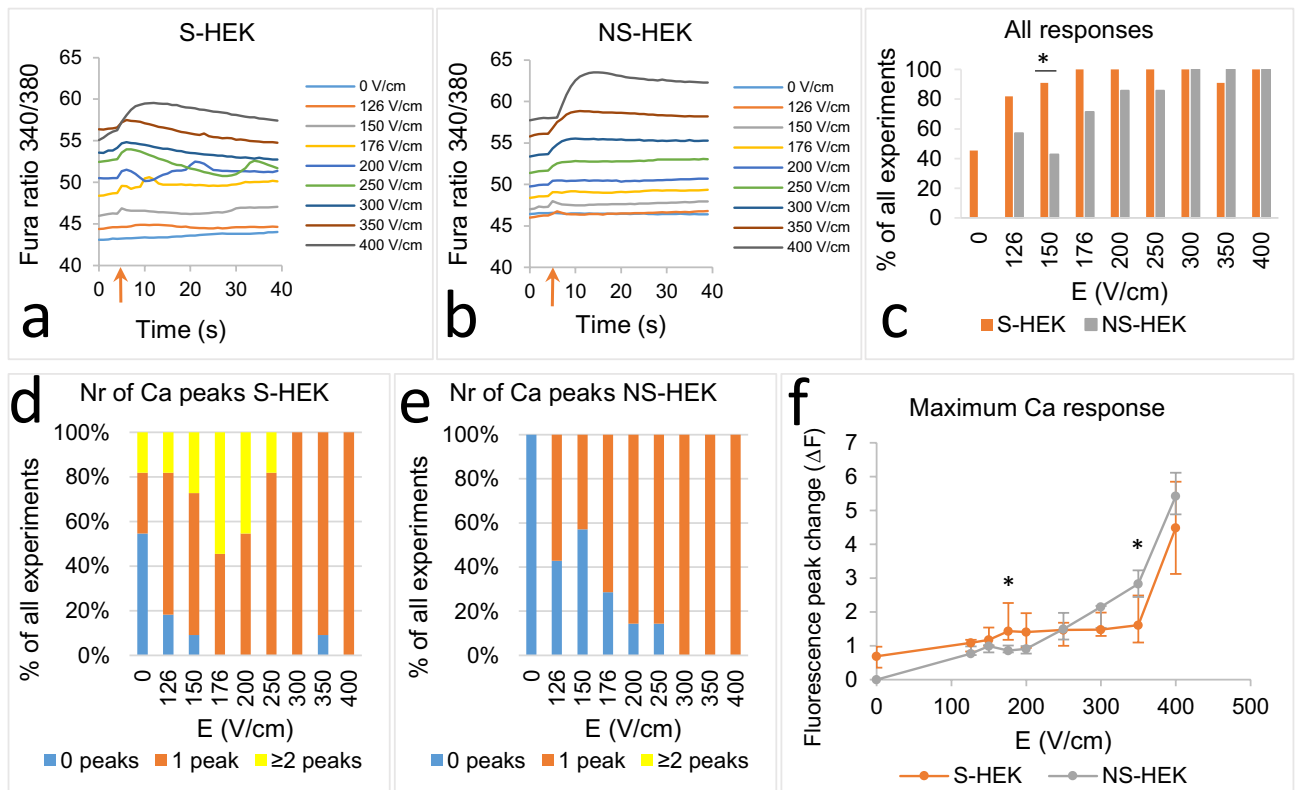 S-HEK
Fura ratio 340/380
65
60
55
50
45
40
0 10 20 30 40
Time (s)
0 V/cm
126 V/cm
150 V/cm
176 V/cm
200 V/cm
250 V/cm
300 V/cm
350 V/cm
400 V/cm
a
NS-HEK
Fura ratio 340/380
65
60
55
50
45
40
0 10 20 30 40
Time (s)
0 V/cm
126 V/cm
150 V/cm
176 V/cm
200 V/cm
250 V/cm
300 V/cm
350 V/cm
400 V/cm
b
All responses
*
% of all experiments
100
80
60
40
20
0
0 126 150 176 200 250 300 350 400
E (V/cm)
S-HEK NS-HEK
c
d
Nr of Ca peaks S-HEK
% of all experiments
100%
80%
60%
40%
20%
0%
0 126 150 176 200 250 300 350 400
E (V/cm)
0 peaks 1 peak ≥2 peaks
e
Nr of Ca peaks NS-HEK
% of all experiments
100%
80%
60%
40%
20%
0%
0 126 150 176 200 250 300 350 400
E (V/cm)
0 peaks 1 peak ≥2 peaks
f
Maximum Ca response
Fluorescence peak change (ΔF)
7
6
5
4
3
2
1
0
* *
0 100 200 300 400 500
E (V/cm)
S-HEK NS-HEK